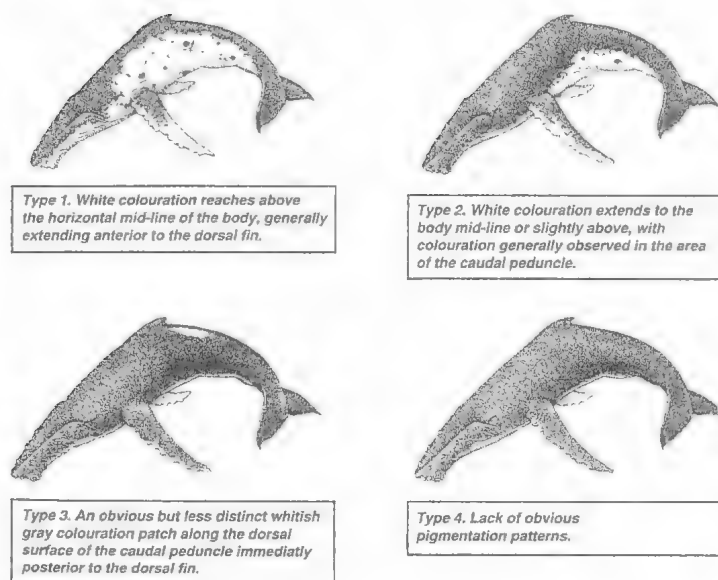 Type 1. White colouration reaches above
the horizontal mid-line of the body, generally
extending anterior to the dorsal fin.
Type 2. White colouration extends to the
body mid-line or slightly above, with
colouration generally observed in the area
of the caudal peduncle.
Type 3. An obvious but less distinct whitish
gray colouration patch along the dorsal
surface of the caudal peduncle immediatly
posterior to the dorsal fin.
Type 4. Lack of obvious
pigmentation patterns.